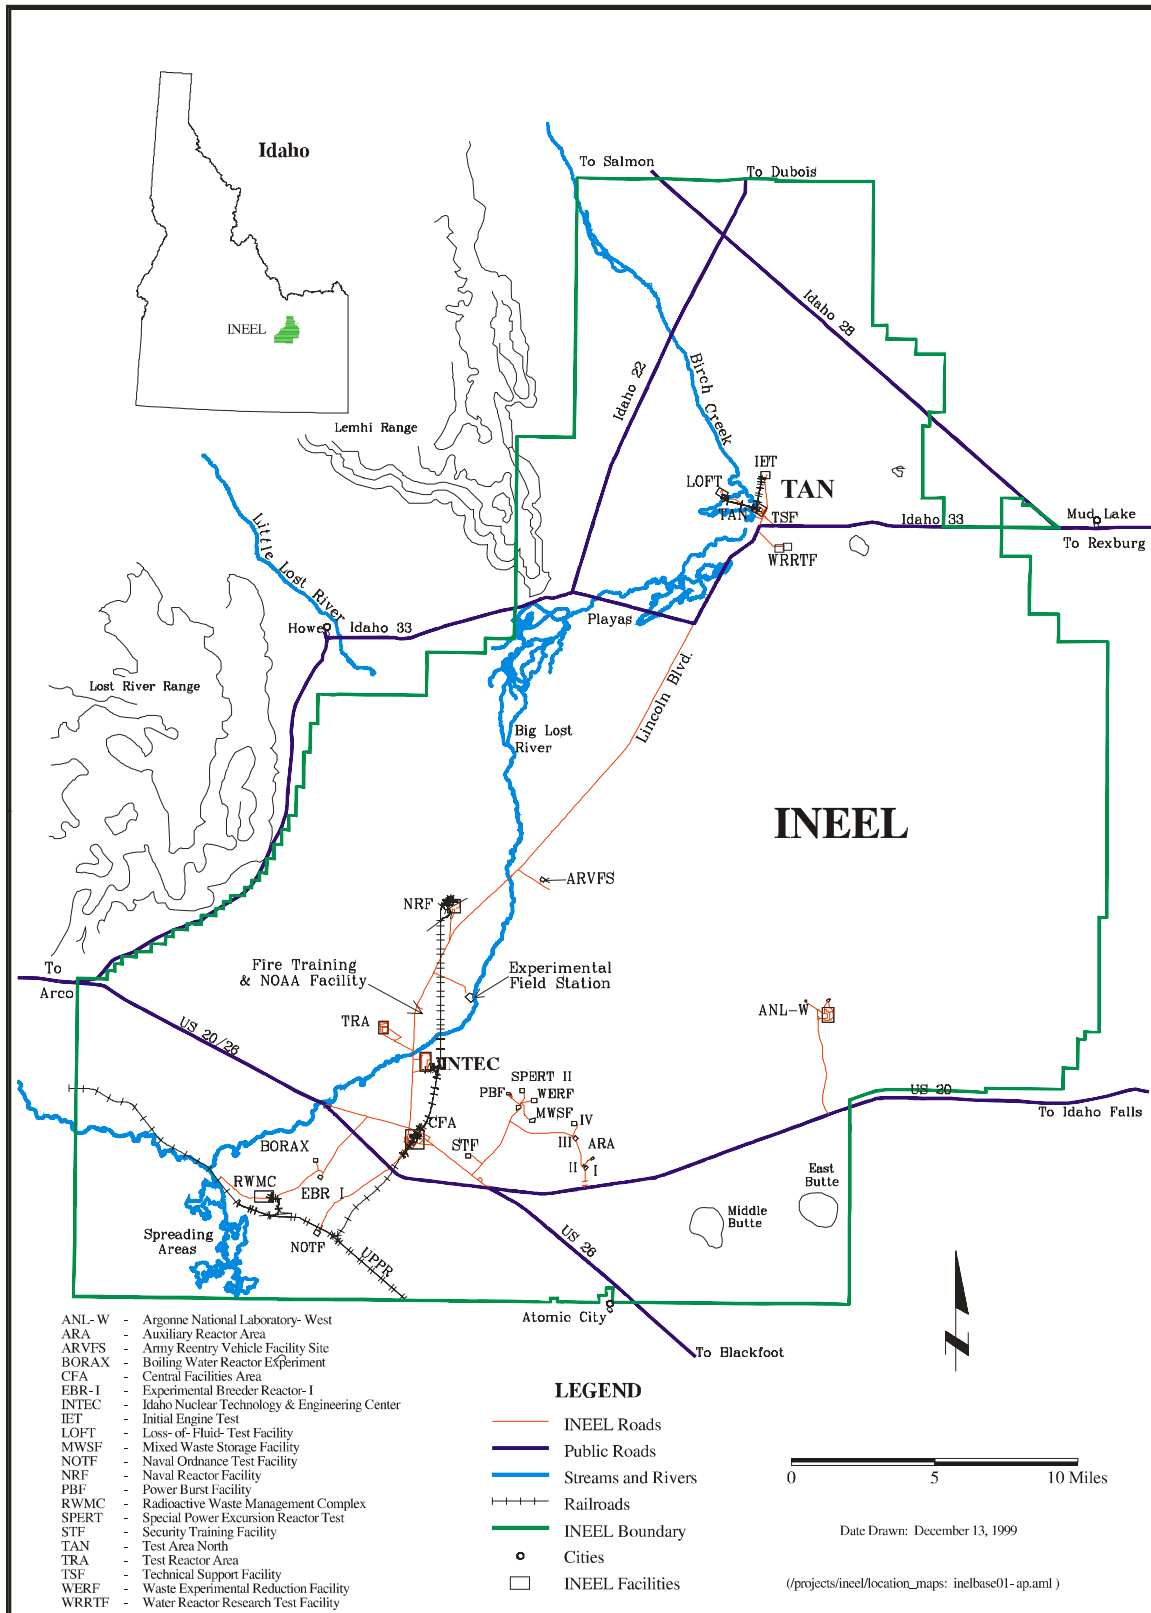 Idaho
INEEL
To Salmon
To Dubois
Idaho 28
Idaho 22
Birch Creek
Lemhi Range
IET
LOFT
TAN
TAN
TSF
Idaho 33
Mud Lake
To Rexburg
WRRTF
Little Lost River
Playas
Howe
Idaho 33
Lincoln Blvd.
Lost River Range
Big Lost
River
INEEL
ARVFS
NRF
To
Arco
Fire Training
& NOAA Facility
Experimental
Field Station
TRA
ANL-W
US 20/26
INTEC
SPERT II
PBF
WERF
MWSF
US 20
To Idaho Falls
CFA
IV
III
ARA
STF
II
I
BORAX
RWMC
EBR I
East
Butte
Middle
Butte
Spreading
Areas
NOTF
UPPR
US 26
N
Atomic City
To Blackfoot
ANL-W - Argonne National Laboratory-West
ARA - Auxiliary Reactor Area
ARVFS - Army Reentry Vehicle Facility Site
BORAX - Boiling Water Reactor Experiment
CFA - Central Facilities Area
EBR-I - Experimental Breeder Reactor-I
INTEC - Idaho Nuclear Technology & Engineering Center
IET - Initial Engine Test
LOFT - Loss-of-Fluid-Test Facility
MWSF - Mixed Waste Storage Facility
NOTF - Naval Ordnance Test Facility
NRF - Naval Reactor Facility
PBF - Power Burst Facility
RWMC - Radioactive Waste Management Complex
SPERT - Special Power Excursion Reactor Test
STF - Security Training Facility
TAN - Test Area North
TRA - Test Reactor Area
TSF - Technical Support Facility
WERF - Waste Experimental Reduction Facility
WRRTF - Water Reactor Research Test Facility
LEGEND
INEEL Roads
Public Roads
Streams and Rivers
Railroads
INEEL Boundary
Cities
INEEL Facilities
0 5 10 Miles
Date Drawn: December 13, 1999
(/projects/ineel/location_maps: inelbase01-ap.aml )